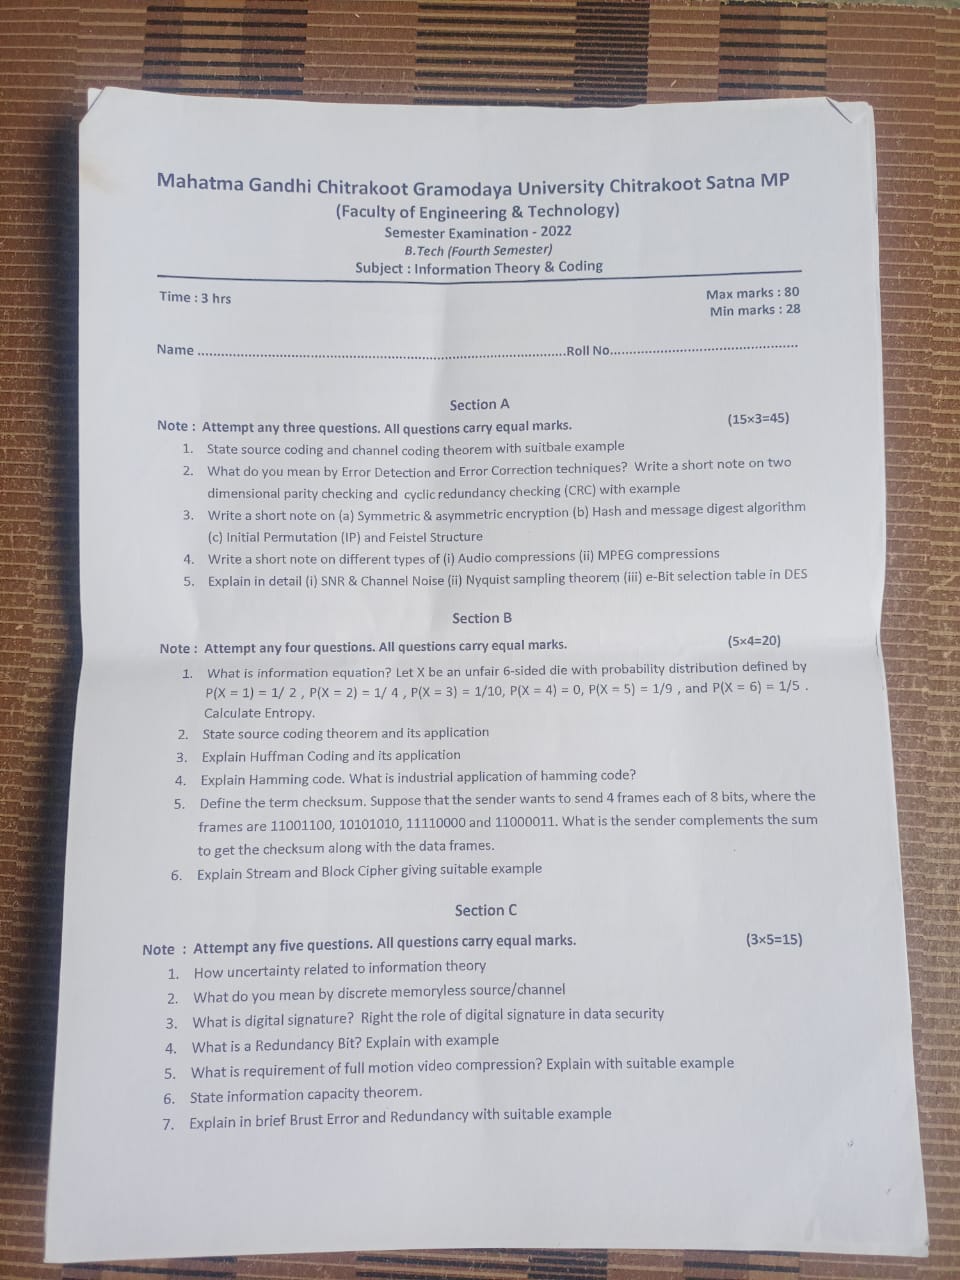 Mahatma Gandhi Chitrakoot Gramodaya University Chitrakoot Satna MP
(Faculty of Engineering & Technology)
Semester Examination - 2022
B.Tech (Fourth Semester)
Subject : Information Theory & Coding
Time : 3 hrs
Max marks : 80
Min marks : 28
Name ....................................................................................Roll No..............................................
Section A
Note : Attempt any three questions. All questions carry equal marks. (15×3=45)
1. State source coding and channel coding theorem with suitbale example
2. What do you mean by Error Detection and Error Correction techniques? Write a short note on two
dimensional parity checking and cyclic redundancy checking (CRC) with example
3. Write a short note on (a) Symmetric & asymmetric encryption (b) Hash and message digest algorithm
(c) Initial Permutation (IP) and Feistel Structure
4. Write a short note on different types of (i) Audio compressions (ii) MPEG compressions
5. Explain in detail (i) SNR & Channel Noise (ii) Nyquist sampling theorem (iii) e-Bit selection table in DES
Section B
Note : Attempt any four questions. All questions carry equal marks. (5×4=20)
1. What is information equation? Let X be an unfair 6-sided die with probability distribution defined by
P(X = 1) = 1/ 2 , P(X = 2) = 1/ 4 , P(X = 3) = 1/10, P(X = 4) = 0, P(X = 5) = 1/9 , and P(X = 6) = 1/5 .
Calculate Entropy.
2. State source coding theorem and its application
3. Explain Huffman Coding and its application
4. Explain Hamming code. What is industrial application of hamming code?
5. Define the term checksum. Suppose that the sender wants to send 4 frames each of 8 bits, where the
frames are 11001100, 10101010, 11110000 and 11000011. What is the sender complements the sum
to get the checksum along with the data frames.
6. Explain Stream and Block Cipher giving suitable example
Section C
Note : Attempt any five questions. All questions carry equal marks. (3×5=15)
1. How uncertainty related to information theory
2. What do you mean by discrete memoryless source/channel
3. What is digital signature? Right the role of digital signature in data security
4. What is a Redundancy Bit? Explain with example
5. What is requirement of full motion video compression? Explain with suitable example
6. State information capacity theorem.
7. Explain in brief Brust Error and Redundancy with suitable example